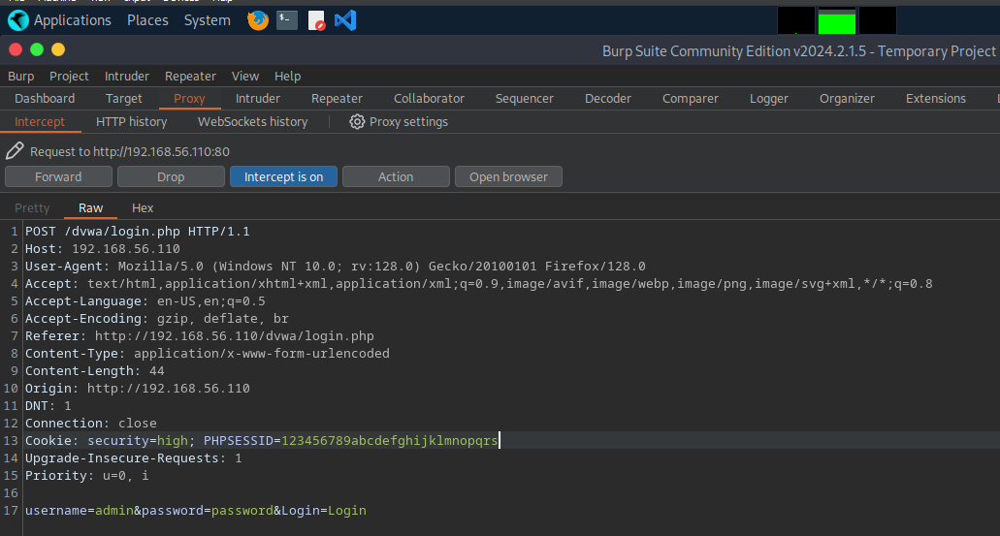 Applications Places System
Burp Suite Community Edition v2024.2.1.5 - Temporary Project
Burp Project Intruder Repeater View Help
Dashboard Target Proxy Intruder Repeater Collaborator Sequencer Decoder Comparer Logger Organizer Extensions
Intercept HTTP history WebSockets history Proxy settings
Request to http://192.168.56.110:80
Forward Drop Intercept is on Action Open browser
Pretty Raw Hex
1 POST /dvwa/login.php HTTP/1.1
2 Host: 192.168.56.110
3 User-Agent: Mozilla/5.0 (Windows NT 10.0; rv:128.0) Gecko/20100101 Firefox/128.0
4 Accept: text/html,application/xhtml+xml,application/xml;q=0.9,image/avif,image/webp,image/png,image/svg+xml,*/*;q=0.8
5 Accept-Language: en-US,en;q=0.5
6 Accept-Encoding: gzip, deflate, br
7 Referer: http://192.168.56.110/dvwa/login.php
8 Content-Type: application/x-www-form-urlencoded
9 Content-Length: 44
10 Origin: http://192.168.56.110
11 DNT: 1
12 Connection: close
13 Cookie: security=high; PHPSESSID=123456789abcdefghijklmnopqrs
14 Upgrade-Insecure-Requests: 1
15 Priority: u=0, i
16
17 username=admin&password=password&Login=Login